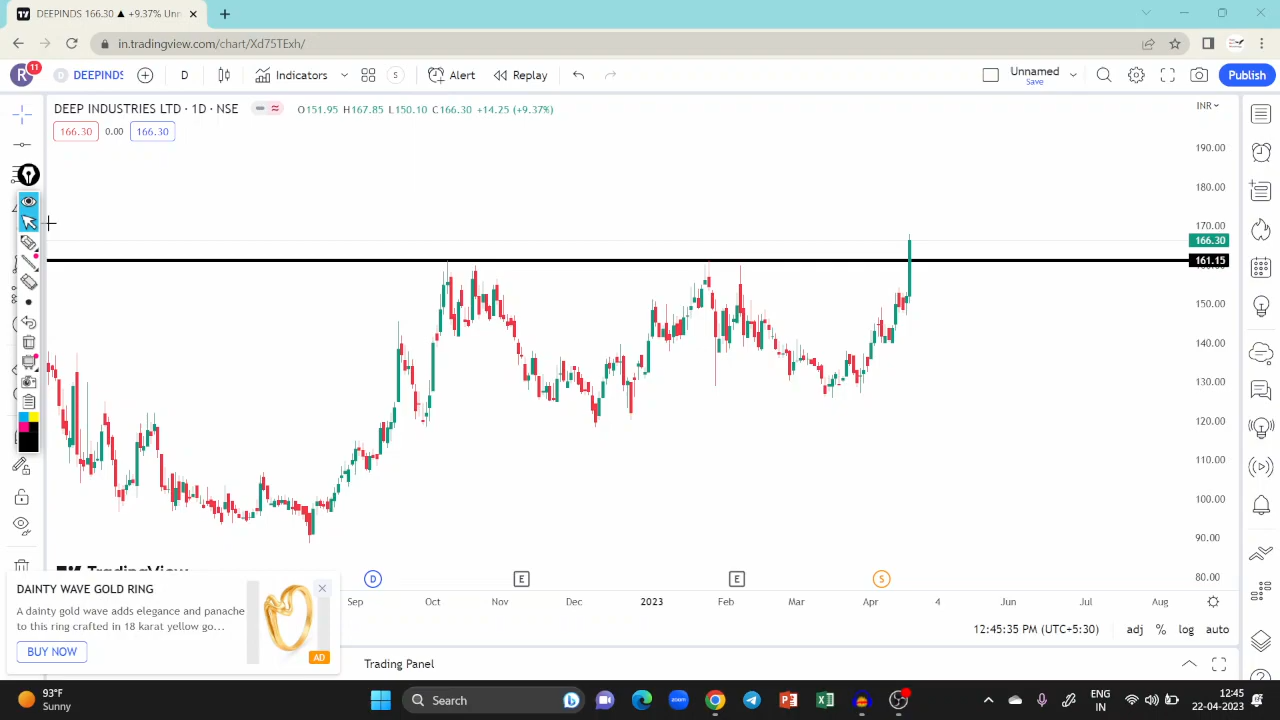 DEEPINDS 166.30 ▲ +9.37% Unn
in.tradingview.com/chart/Xd75TExh/
R 11 D DEEPINDS D Indicators S Alert Replay Unnamed Save Publish
DEEP INDUSTRIES LTD · 1D · NSE O151.95 H167.85 L150.10 C166.30 +14.25 (+9.37%) INR
166.30 0.00 166.30
190.00
180.00
170.00
166.30
161.15
150.00
140.00
130.00
120.00
110.00
100.00
90.00
80.00
TradingView
D E E S
Sep Oct Nov Dec 2023 Feb Mar Apr 4 Jun Jul Aug
DAINTY WAVE GOLD RING
A dainty gold wave adds elegance and panache
to this ring crafted in 18 karat yellow go...
BUY NOW
AD
12:45:35 PM (UTC+5:30) adj % log auto
Trading Panel
93°F
Sunny
Search
zoom
ENG
IN
12:45
22-04-2023